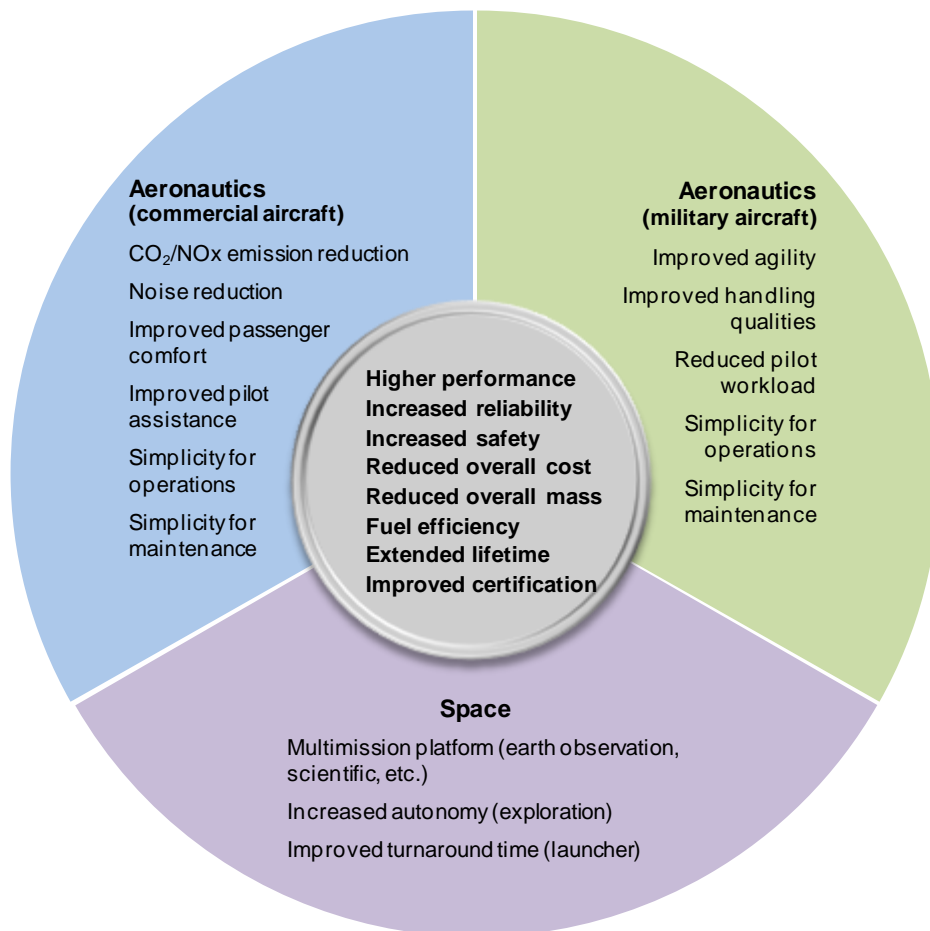 Aeronautics
(commercial aircraft)
CO₂/NOx emission reduction
Noise reduction
Improved passenger
comfort
Improved pilot
assistance
Simplicity for
operations
Simplicity for
maintenance
Aeronautics
(military aircraft)
Improved agility
Improved handling
qualities
Reduced pilot
workload
Simplicity for
operations
Simplicity for
maintenance
Higher performance
Increased reliability
Increased safety
Reduced overall cost
Reduced overall mass
Fuel efficiency
Extended lifetime
Improved certification
Space
Multimission platform (earth observation,
scientific, etc.)
Increased autonomy (exploration)
Improved turnaround time (launcher)